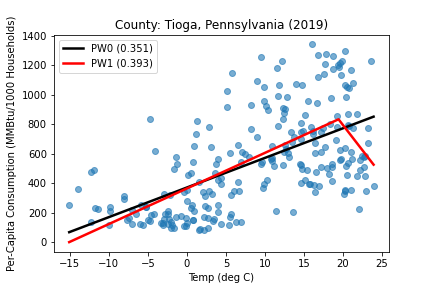 County: Tioga, Pennsylvania (2019)
Per-Capita Consumption (MMBtu/1000 Households)
1400
1200
1000
800
600
400
200
0
PW0 (0.351)
PW1 (0.393)
−15 −10 −5 0 5 10 15 20 25
Temp (deg C)